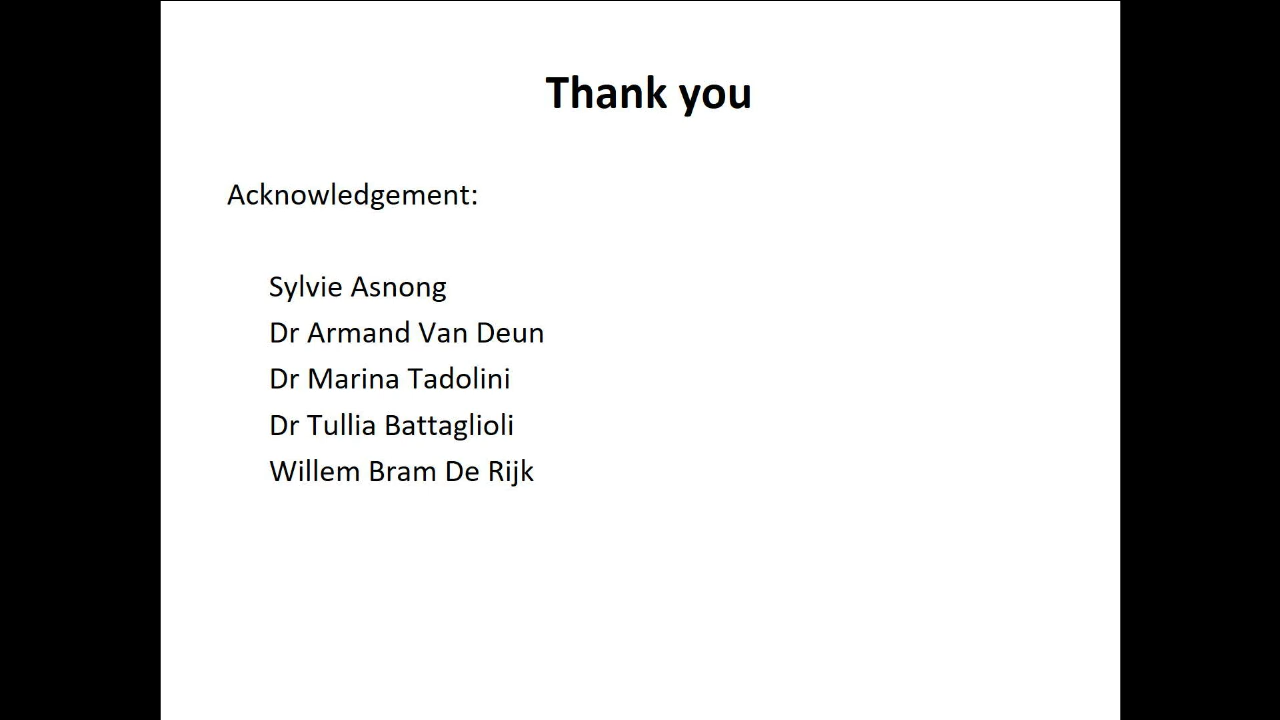 Thank you
Acknowledgement:
Sylvie Asnong
Dr Armand Van Deun
Dr Marina Tadolini
Dr Tullia Battaglioli
Willem Bram De Rijk